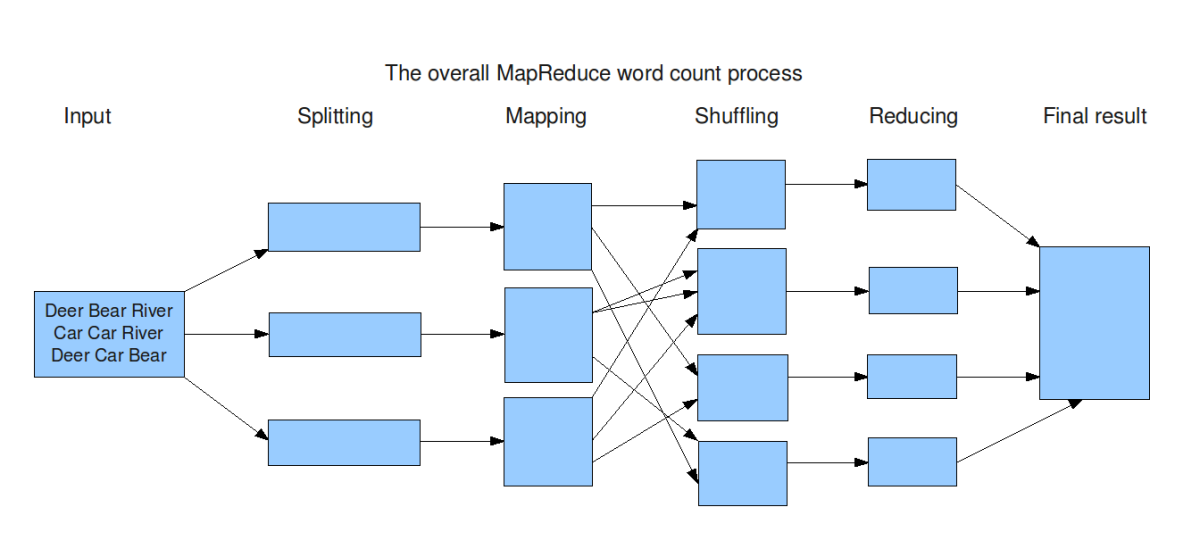 The overall MapReduce word count process
Input
Splitting
Mapping
Shuffling
Reducing
Final result
Deer Bear River
Car Car River
Deer Car Bear